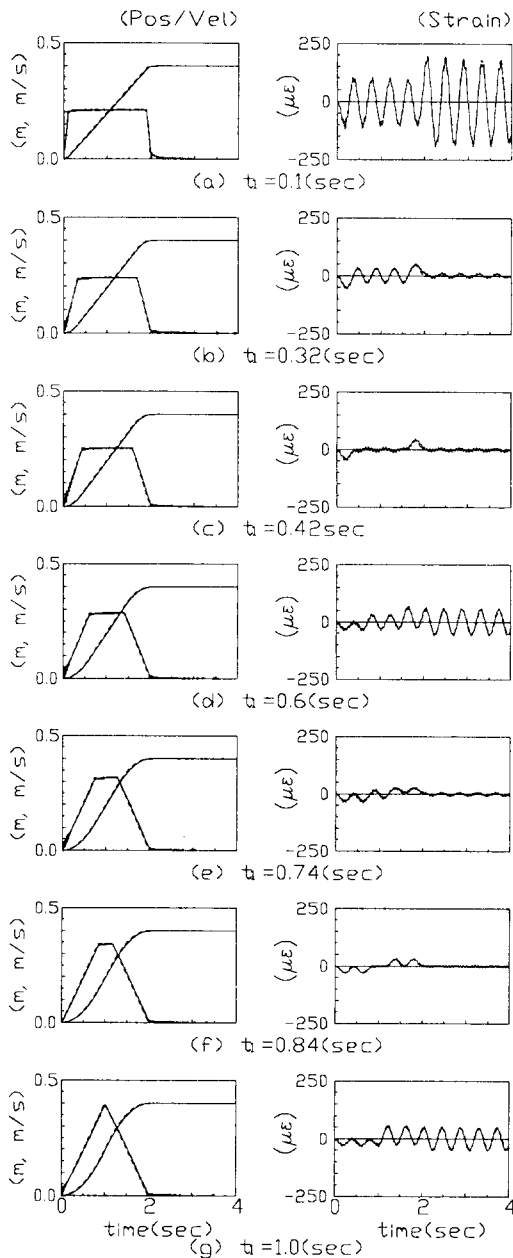 (Pos/Vel) (Strain)
0.5 250
(m, m/s) (με) 0
0.0 -250
(a) t₁=0.1(sec)
0.5 250
(m, m/s) (με) 0
0.0 -250
(b) t₁=0.32(sec)
0.5 250
(m, m/s) (με) 0
0.0 -250
(c) t₁=0.42sec
0.5 250
(m, m/s) (με) 0
0.0 -250
(d) t₁=0.6(sec)
0.5 250
(m, m/s) (με) 0
0.0 -250
(e) t₁=0.74(sec)
0.5 250
(m, m/s) (με) 0
0.0 -250
(f) t₁=0.84(sec)
0.5 250
(m, m/s) (με) 0
0.0 -250
0 2 4 0 2 4
time(sec) time(sec)
(g) t₁=1.0(sec)